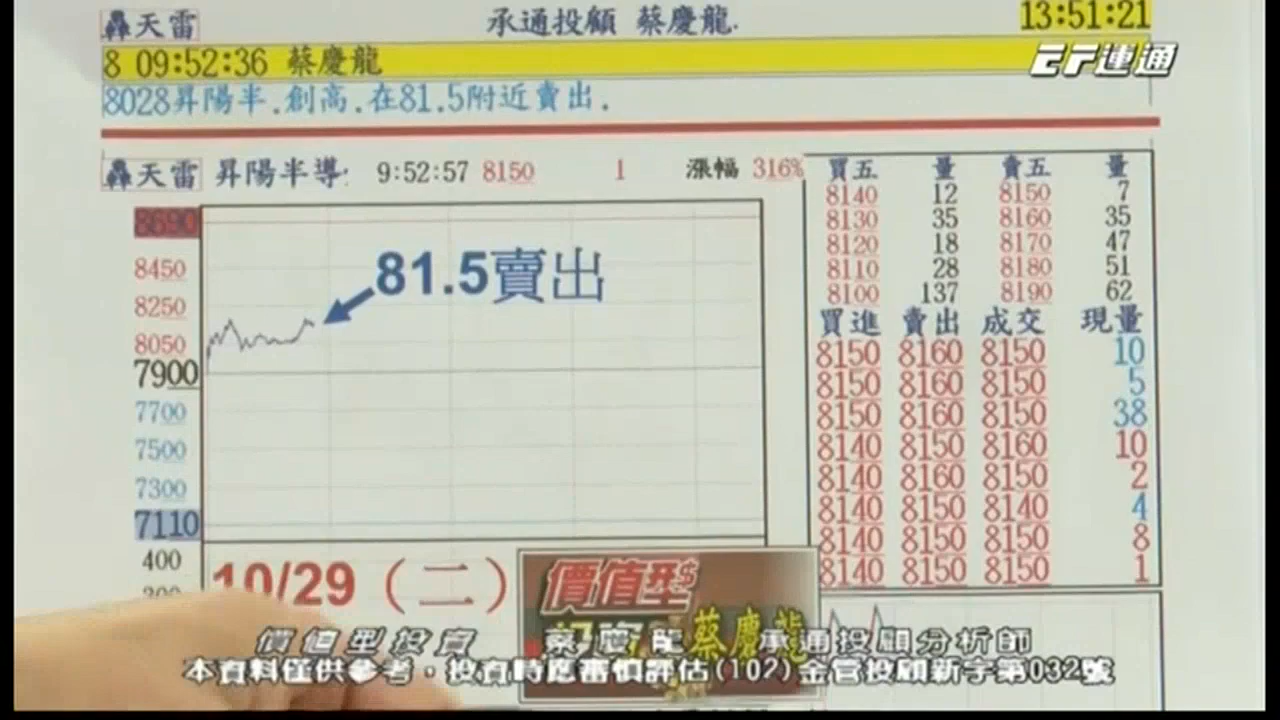 轟天雷 承通投顧 蔡慶龍. 13:51:21
8 09:52:36 蔡慶龍
連通
8028昇陽半.創高.在81.5附近賣出.
轟天雷 昇陽半導: 9:52:57 8150 1 漲幅 316%
買五 量 賣五 量
8140 12 8150 7
8130 35 8160 35
8120 18 8170 47
8110 28 8180 51
8100 137 8190 62
買進 賣出 成交 現量
8150 8160 8150 10
8150 8160 8150 5
8150 8160 8150 38
8140 8150 8160 10
8140 8160 8150 2
8140 8150 8140 4
8140 8150 8150 8
8140 8150 8150 1
8690
8450
8250
8050
7900
7700
7500
7300
7110
400
81.5賣出
10/29(二)
價值型
蔡慶龍
價值型投資 蔡慶龍 承通投顧分析師
本資料僅供參考，投資時應審慎評估(102)金管投顧新字第032號